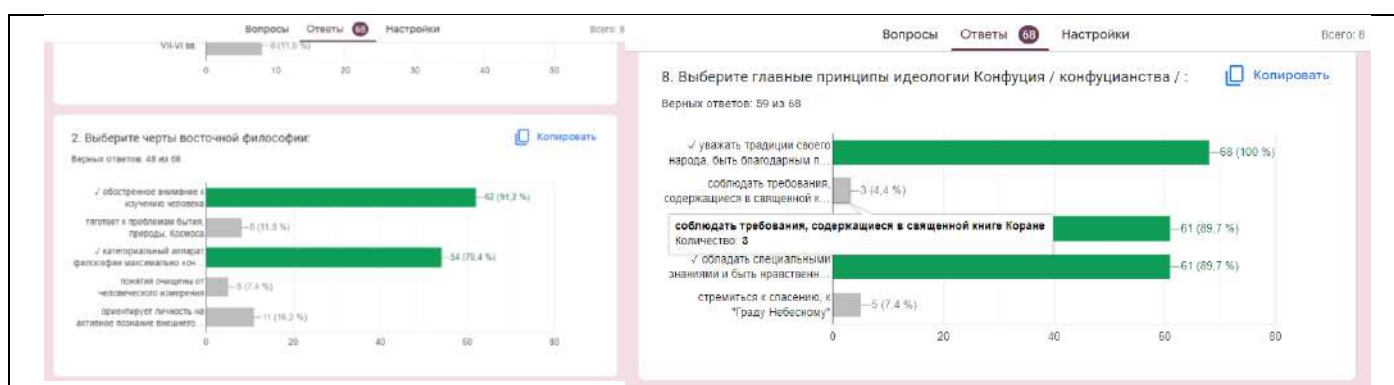 Вопросы Ответы 68 Настройки Всего: 8
VII-VI вв.
8 (11,8 %)
0 10 20 30 40 50
2. Выберите черты восточной философии:
Копировать
Верных ответов: 48 из 68
✓ обостренное внимание к
изучению человека
62 (91,2 %)
тяготеет к проблемам бытия,
природы, Космоса
8 (11,8 %)
✓ категориальный аппарат
философии максимально кон...
54 (79,4 %)
понятия очищены от
человеческого измерения
5 (7,4 %)
ориентирует личность на
активное познание внешнего...
11 (16,2 %)
0 20 40 60 80
Вопросы Ответы 68 Настройки Всего: 8
8. Выберите главные принципы идеологии Конфуция / конфуцианства / :
Копировать
Верных ответов: 59 из 68
✓ уважать традиции своего
народа, быть благодарным п...
68 (100 %)
соблюдать требования,
содержащиеся в священной к...
3 (4,4 %)
соблюдать требования, содержащиеся в священной книге Коране
Количество: 3
61 (89,7 %)
✓ обладать специальными
знаниями и быть нравственн...
61 (89,7 %)
стремиться к спасению, к
"Граду Небесному"
5 (7,4 %)
0 20 40 60 80